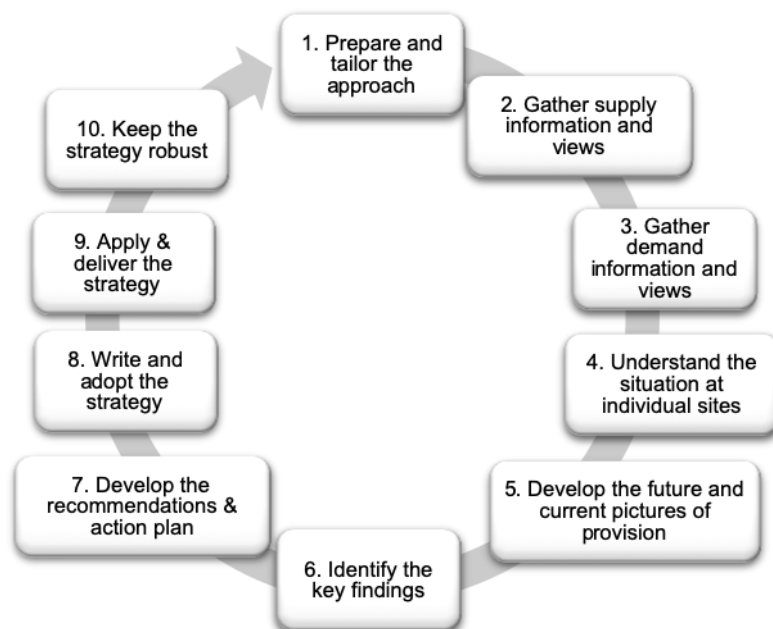 1. Prepare and
tailor the
approach
2. Gather supply
information and
views
3. Gather
demand
information and
views
4. Understand the
situation at
individual sites
5. Develop the future and
current pictures of
provision
6. Identify the
key findings
7. Develop the
recommendations &
action plan
8. Write and
adopt the
strategy
9. Apply &
deliver the
strategy
10. Keep the
strategy robust